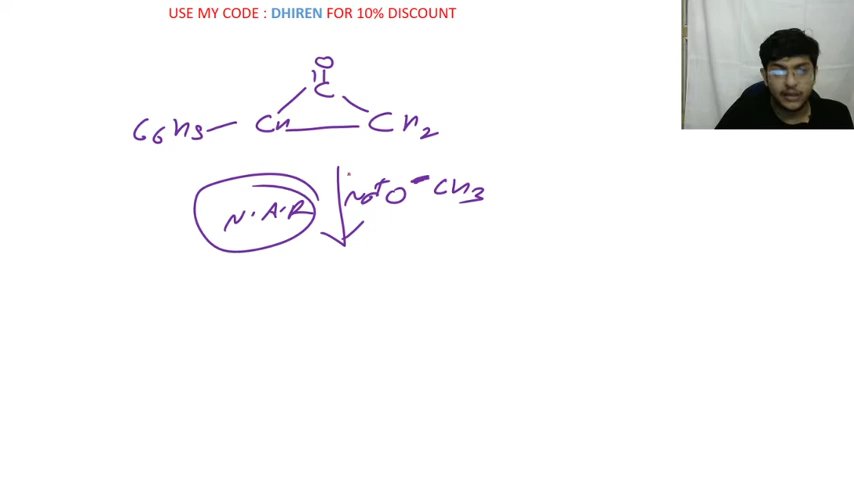 USE MY CODE : DHIREN FOR 10% DISCOUNT
O
C
C6H5 CH CH2
N.A.R Na+O-CH3